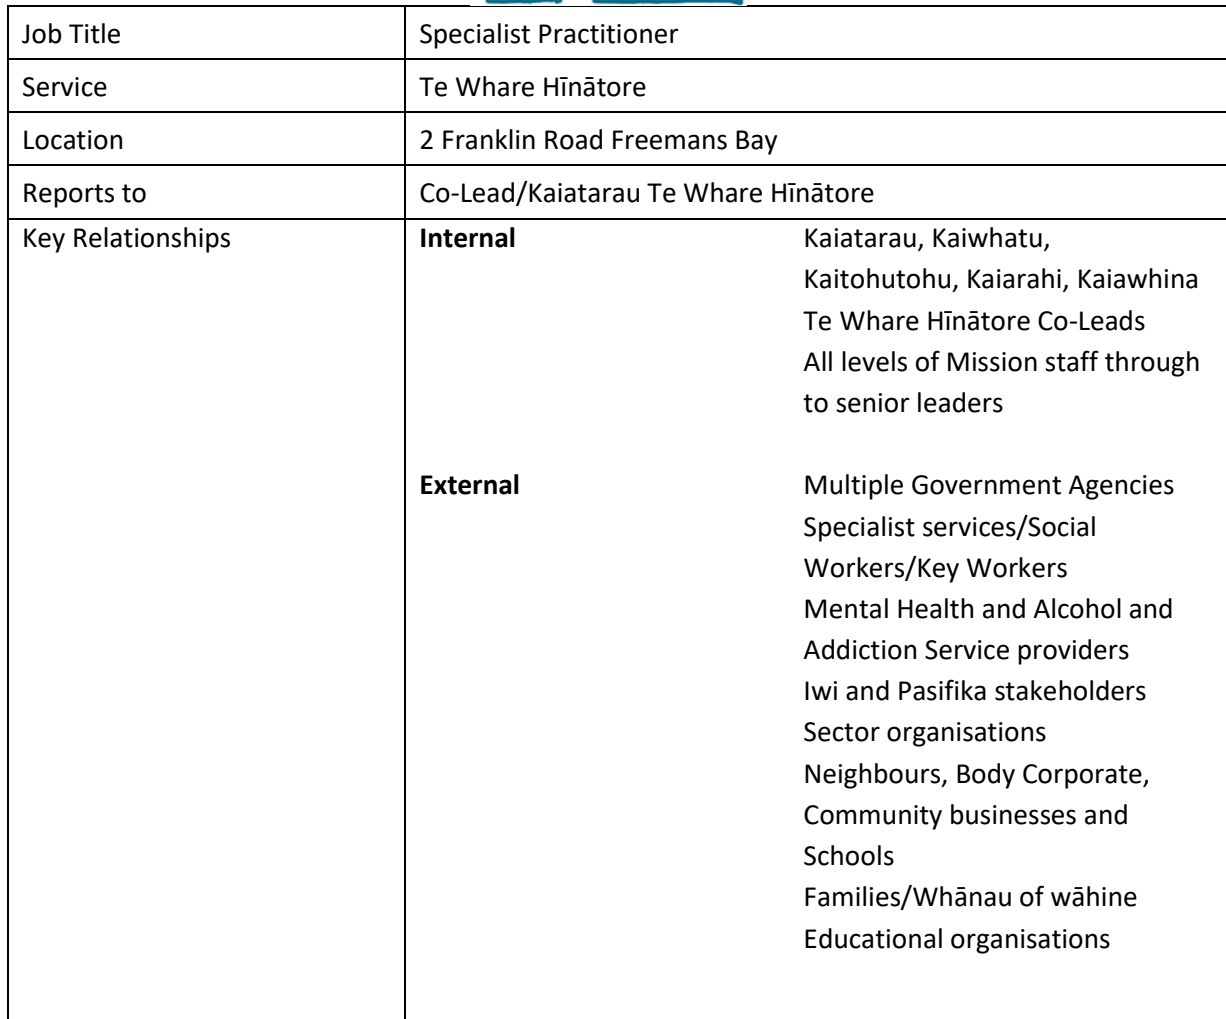 Job Title Specialist Practitioner
Service Te Whare Hīnātore
Location 2 Franklin Road Freemans Bay
Reports to Co-Lead/Kaiatarau Te Whare Hīnātore
Key Relationships Internal Kaiatarau, Kaiwhatu,
Kaitohutohu, Kaiarahi, Kaiawhina
Te Whare Hīnātore Co-Leads
All levels of Mission staff through
to senior leaders
External Multiple Government Agencies
Specialist services/Social
Workers/Key Workers
Mental Health and Alcohol and
Addiction Service providers
Iwi and Pasifika stakeholders
Sector organisations
Neighbours, Body Corporate,
Community businesses and
Schools
Families/Whānau of wāhine
Educational organisations